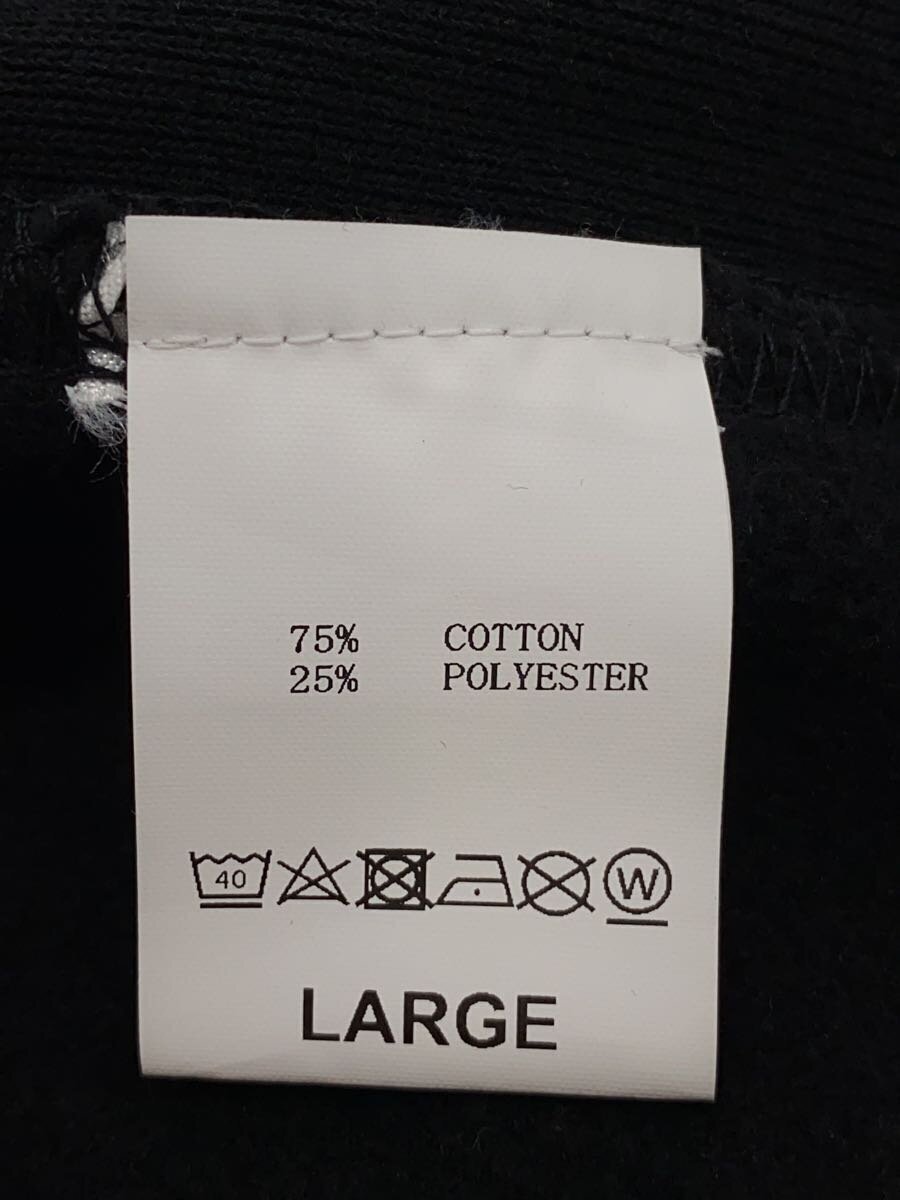 75% COTTON
25% POLYESTER
40 W
LARGE